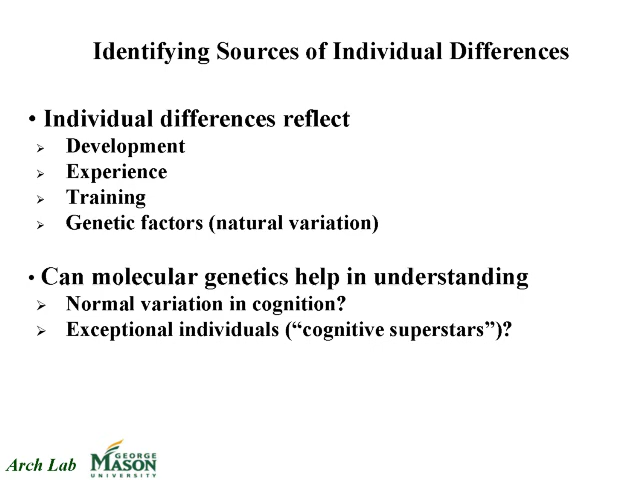 Identifying Sources of Individual Differences
• Individual differences reflect
➢ Development
➢ Experience
➢ Training
➢ Genetic factors (natural variation)
• Can molecular genetics help in understanding
➢ Normal variation in cognition?
➢ Exceptional individuals (“cognitive superstars”)?
Arch Lab
GEORGE
MASON
UNIVERSITY